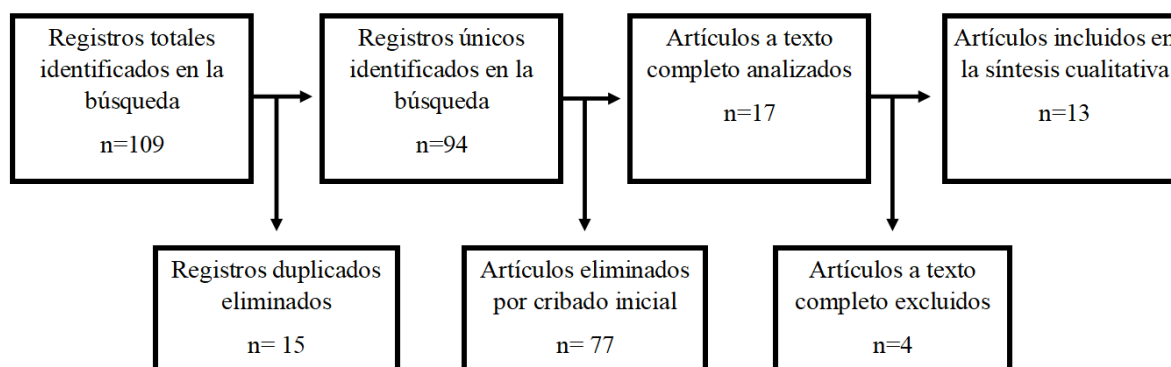 Registros totales
identificados en la
búsqueda
n=109
Registros únicos
identificados en la
búsqueda
n=94
Artículos a texto
completo analizados
n=17
Artículos incluidos en
la síntesis cualitativa
n=13
Registros duplicados
eliminados
n= 15
Artículos eliminados
por cribado inicial
n= 77
Artículos a texto
completo excluidos
n=4